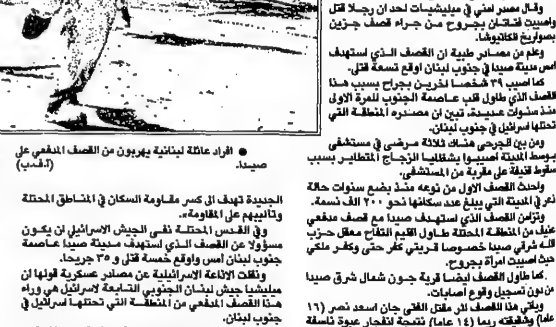 وقال مصدر امني في ميليشيات لحد ان رجلا قتل
واصيبت فتاتان بجروح من جراء قصف جزين
بصواريخ الكاتيوشا.
وعلم من مصادر طبية ان القصف الذي استهدف
امس مدينة صيدا في جنوب لبنان اوقع تسعة قتلى.
كما اصيب ٣٩ شخصا اخرين بجراح بسبب هذا
القصف الذي طاول قلب عاصمة الجنوب للمرة الاولى
منذ سنوات عديدة، تبين ان مصدره المنطقة التي
تحتلها اسرائيل في جنوب لبنان.
ومن بين الجرحى هناك ثلاثة مرضى في مستشفى
بوسط المدينة اصيبوا بشظايا الزجاج المتطاير بسبب
سقوط قذيفة على مقربة من المستشفى.
واحدث القصف الاول من نوعه منذ بضع سنوات حالة
ذعر في المدينة التي يبلغ عدد سكانها نحو ٢٠٠ الف نسمة.
وتزامن القصف الذي استهدف صيدا مع قصف مدفعي
عنيف من المنطقة المحتلة طاول اقليم التفاح معقل حزب
الله شرقي صيدا خصوصا قريتي كفر حتى وكفر ملكي
حيث اصيبت امرأة بجروح.
كما طاول القصف ايضا قرية جون شمال شرق صيدا
من دون تسجيل وقوع اصابات.
وياتي هذا القصف اثر مقتل الفتى جان اسعد نصر (١٦
عاما) وشقيقته ريما (١٤ عاما) نتيجة انفجار عبوة ناسفة
● افراد عائلة لبنانية يهربون من القصف المدفعي على
صيدا. (أ.ف.ب)
الجديدة تهدف الى كسر مقاومة السكان في المناطق المحتلة
وتاليبهم على المقاومة».
وفي القدس المحتلة نفى الجيش الاسرائيلي ان يكون
مسؤولا عن القصف الذي استهدف مدينة صيدا عاصمة
جنوب لبنان امس واوقع خمسة قتلى و ٣٥ جريحا.
ونقلت الاذاعة الاسرائيلية عن مصادر عسكرية قولها ان
ميليشيا جيش لبنان الجنوبي التابعة لاسرائيل هي وراء
هذا القصف المدفعي من المنطقة التي تحتلها اسرائيل في
جنوب لبنان.